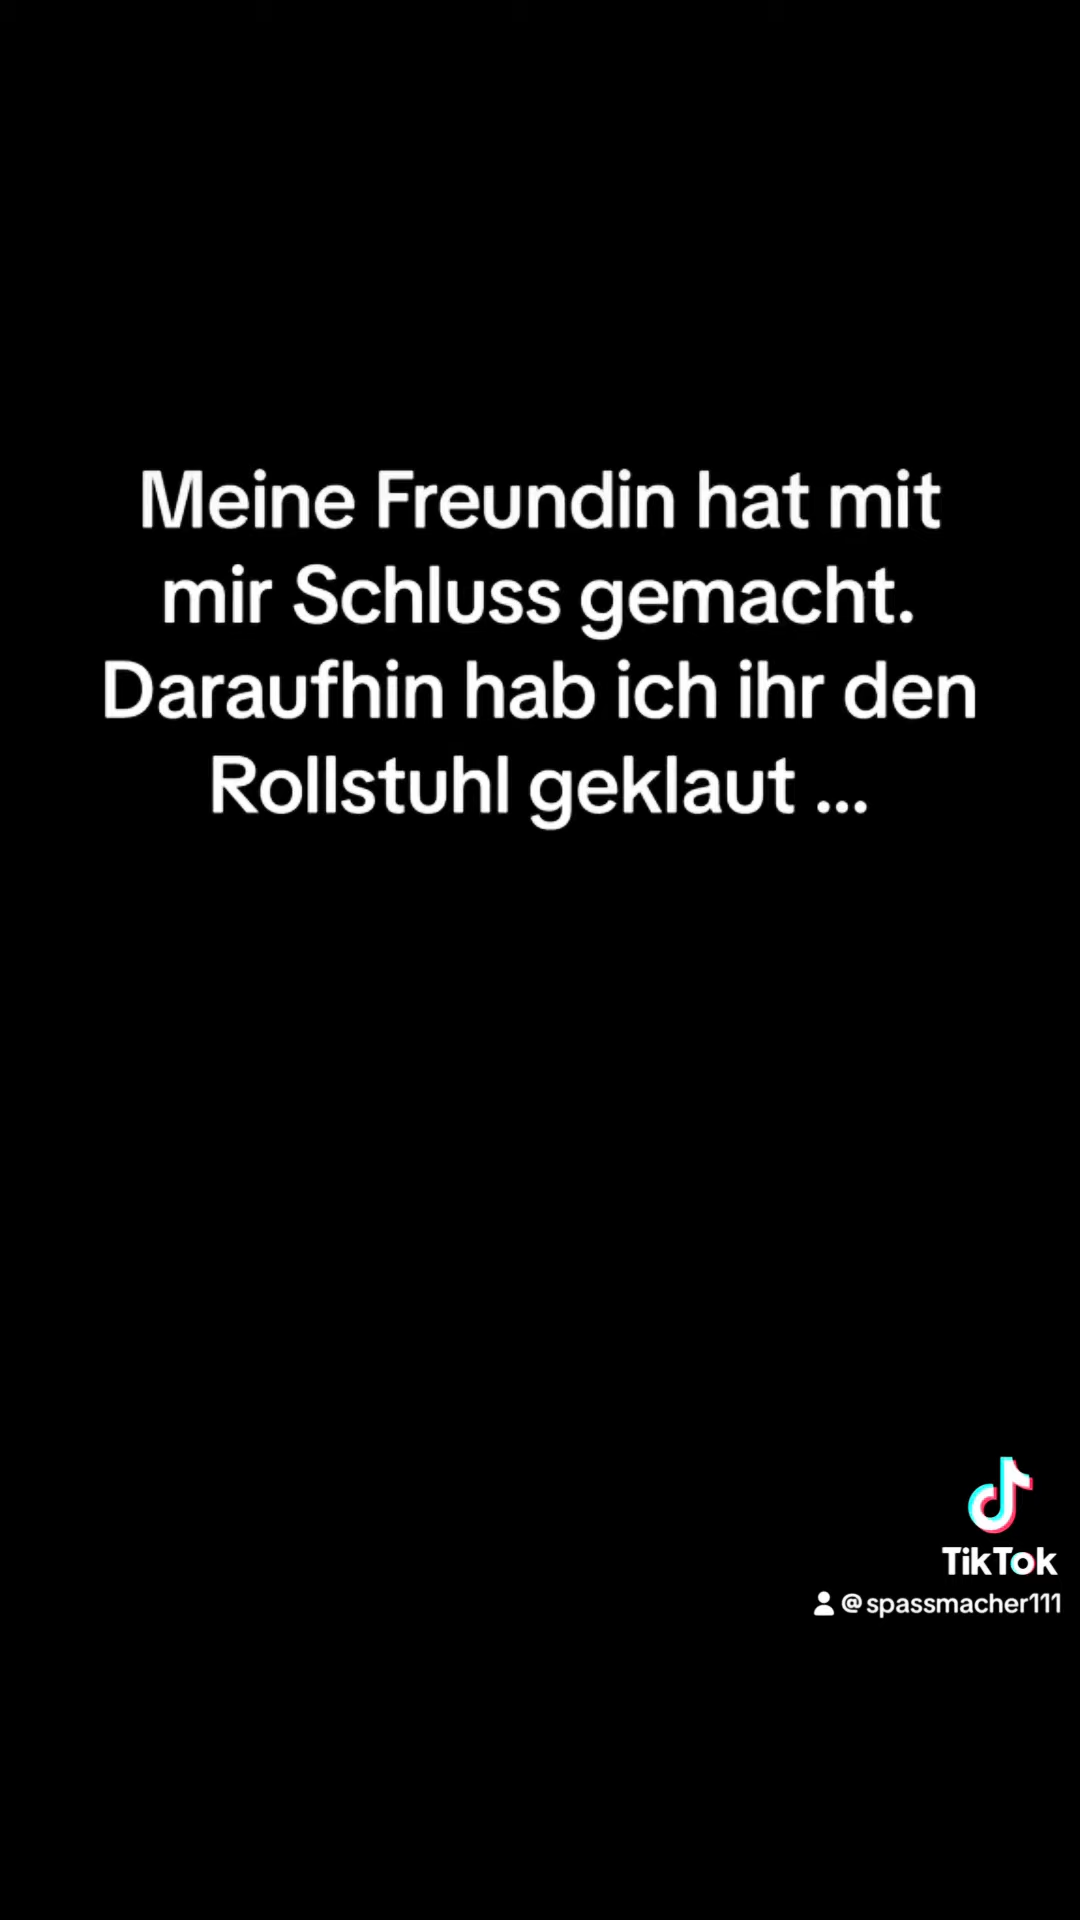 Meine Freundin hat mit
mir Schluss gemacht.
Daraufhin hab ich ihr den
Rollstuhl geklaut ...
TikTok
@spassmacher111